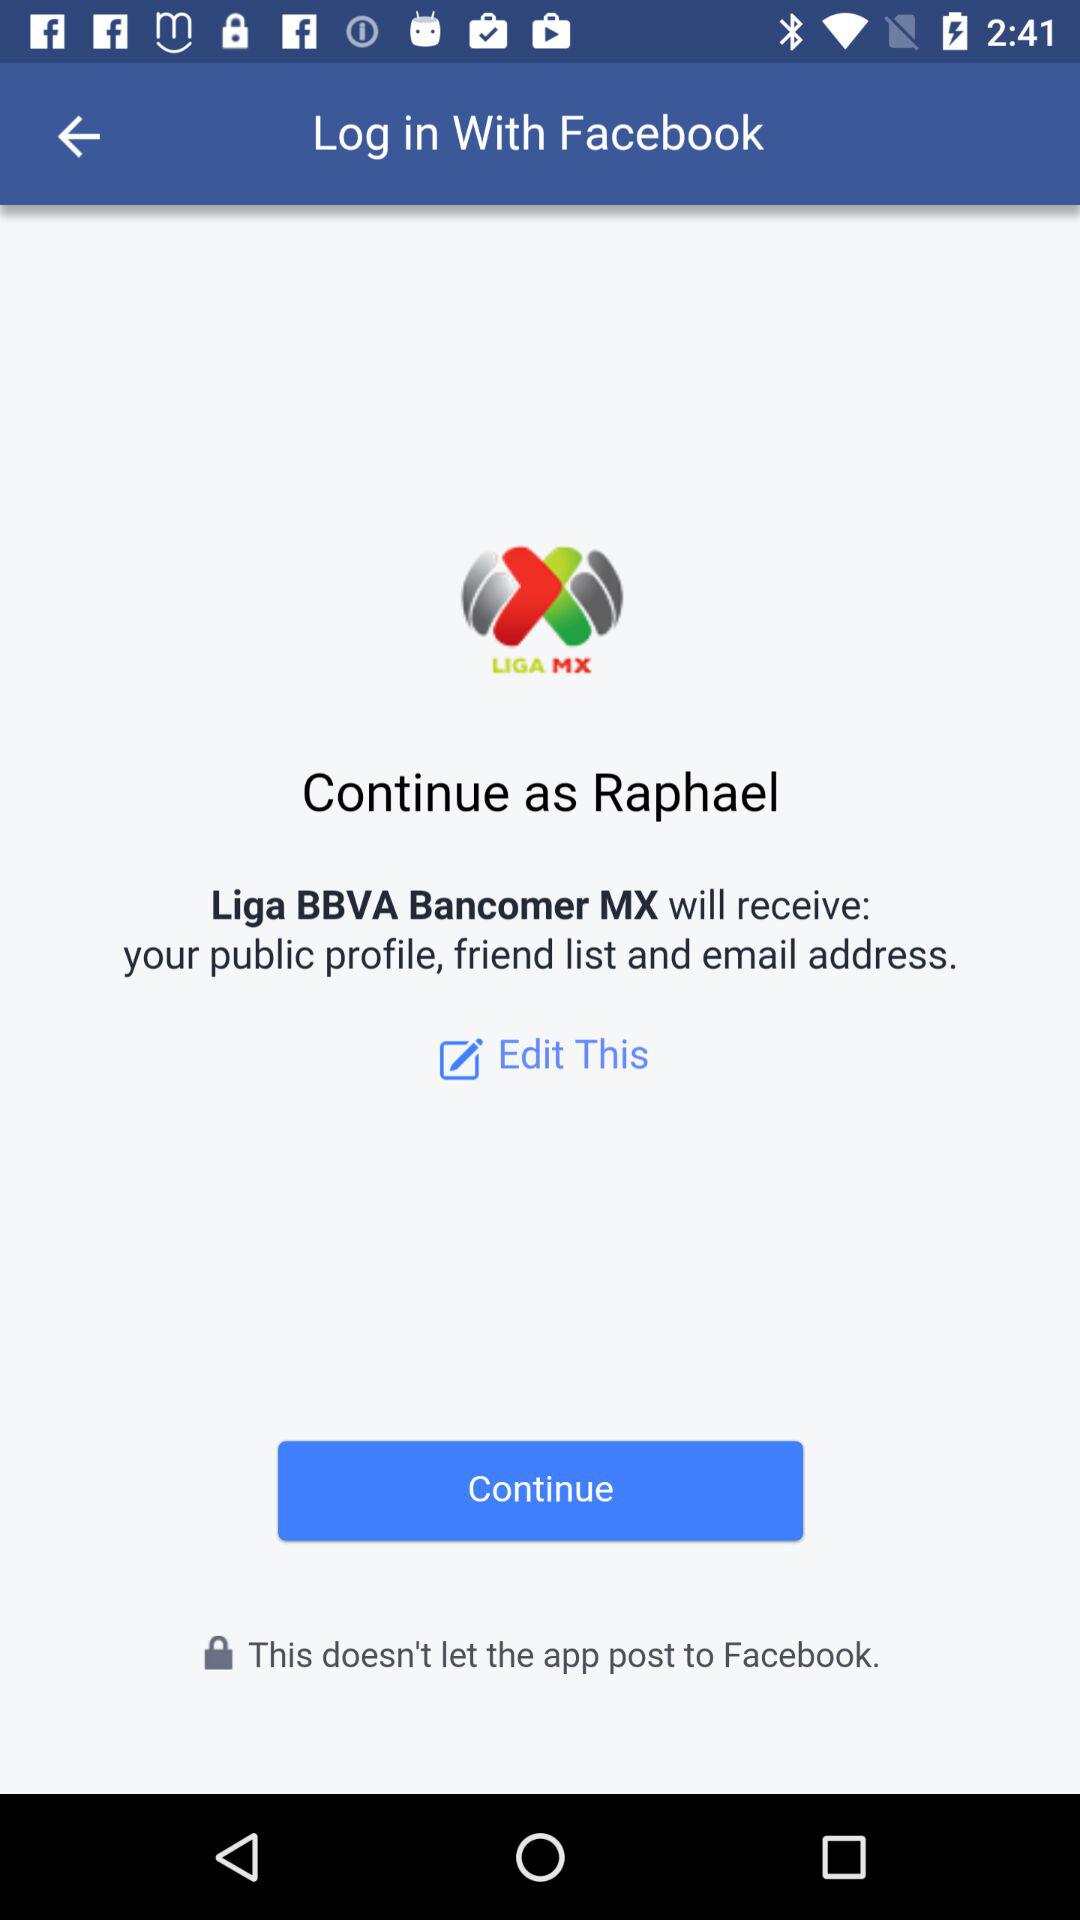 2:41
Log in With Facebook
LIGA MX
Continue as Raphael
Liga BBVA Bancomer MX will receive:
your public profile, friend list and email address.
Edit This
Continue
This doesn't let the app post to Facebook.